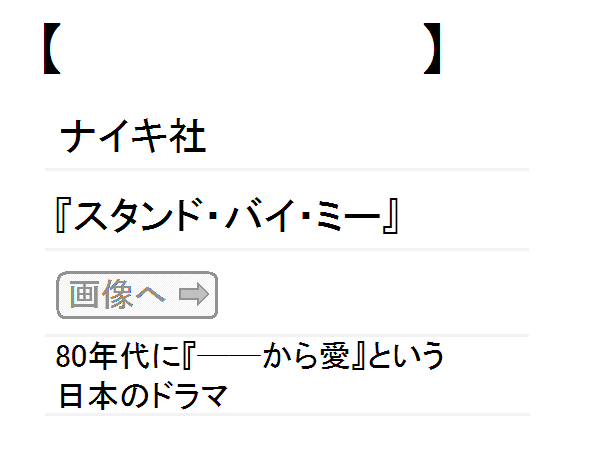 【　　　　　　　　】
ナイキ社
『スタンド・バイ・ミー』
画像へ ⇨
80年代に『――から愛』という
日本のドラマ